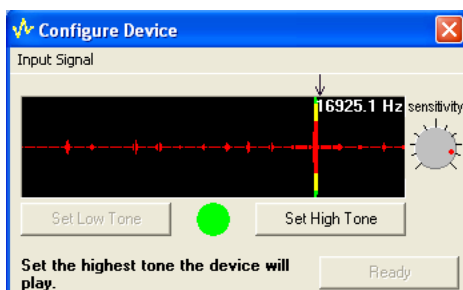 Configure Device
Input Signal
16925.1 Hz sensitivity
Set Low Tone Set High Tone
Set the highest tone the device will
play.
Ready